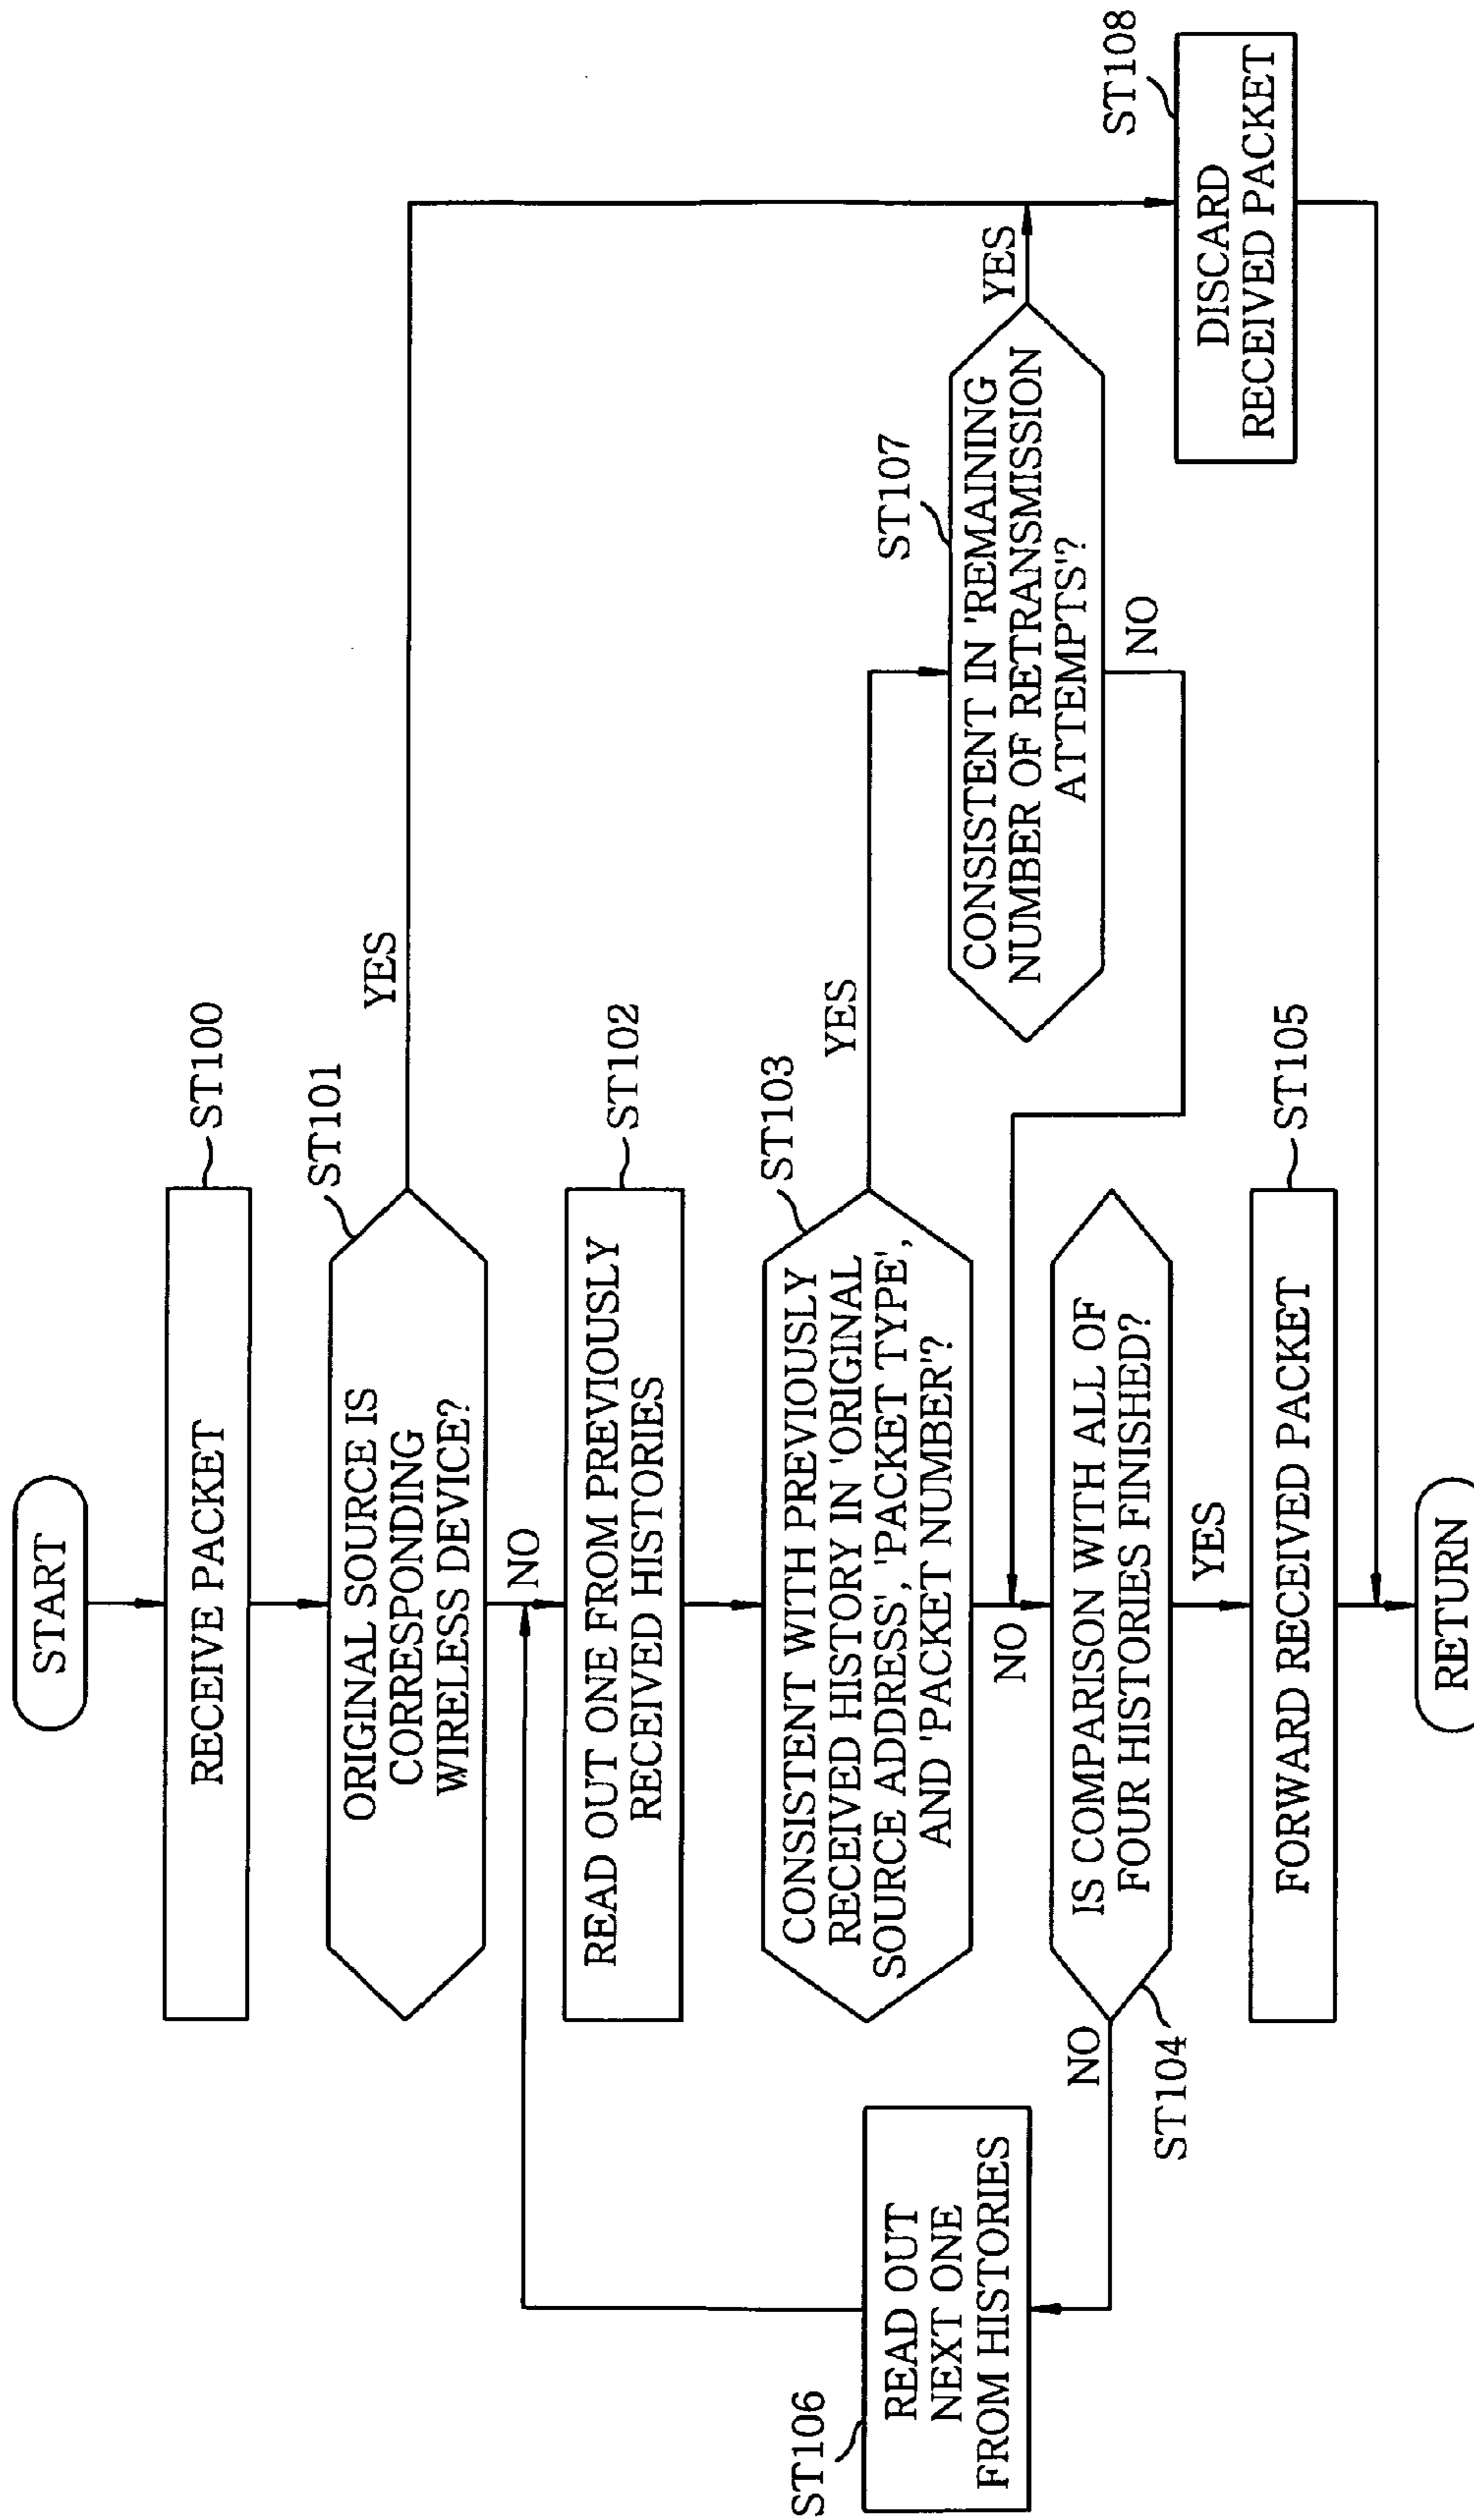 START
RECEIVE PACKET
ST100
ORIGINAL SOURCE IS
CORRESPONDING
WIRELESS DEVICE?
ST101
YES
NO
READ OUT ONE FROM PREVIOUSLY
RECEIVED HISTORIES
ST102
CONSISTENT WITH PREVIOUSLY
RECEIVED HISTORY IN 'ORIGINAL
SOURCE ADDRESS', 'PACKET TYPE',
AND 'PACKET NUMBER'?
ST103
YES
NO
IS COMPARISON WITH ALL OF
FOUR HISTORIES FINISHED?
ST104
NO
YES
FORWARD RECEIVED PACKET
ST105
READ OUT
NEXT ONE
FROM HISTORIES
ST106
CONSISTENT IN 'REMAINING
NUMBER OF RETRANSMISSION
ATTEMPTS'?
ST107
YES
NO
DISCARD
RECEIVED PACKET
ST108
RETURN